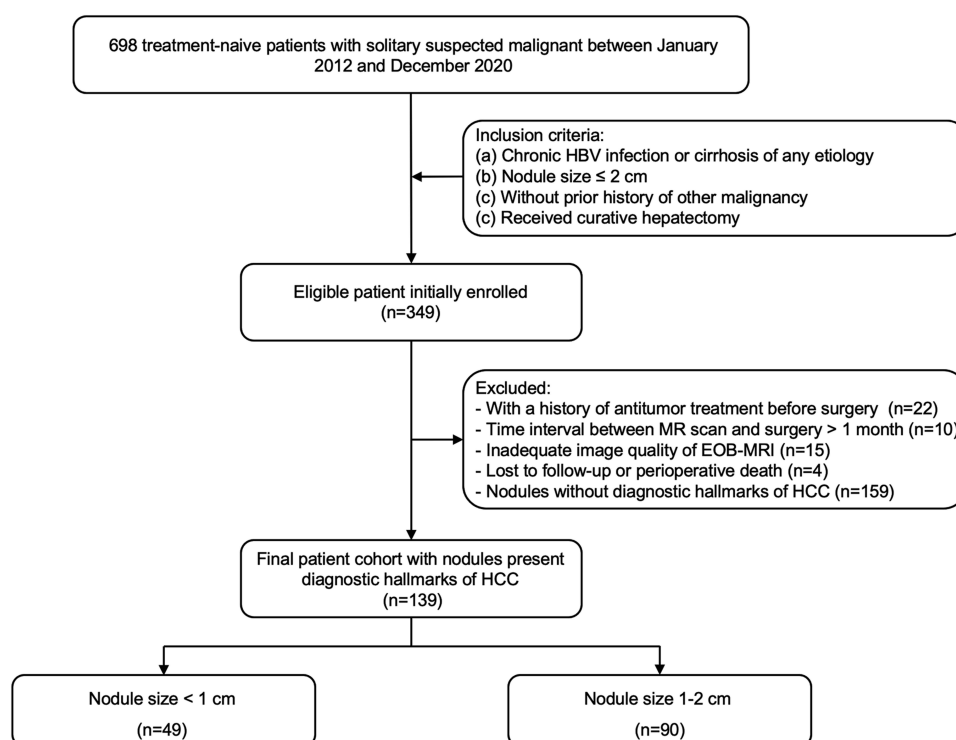 698 treatment-naive patients with solitary suspected malignant between January
2012 and December 2020
Inclusion criteria:
(a) Chronic HBV infection or cirrhosis of any etiology
(b) Nodule size ≤ 2 cm
(c) Without prior history of other malignancy
(c) Received curative hepatectomy
Eligible patient initially enrolled
(n=349)
Excluded:
- With a history of antitumor treatment before surgery (n=22)
- Time interval between MR scan and surgery > 1 month (n=10)
- Inadequate image quality of EOB-MRI (n=15)
- Lost to follow-up or perioperative death (n=4)
- Nodules without diagnostic hallmarks of HCC (n=159)
Final patient cohort with nodules present
diagnostic hallmarks of HCC
(n=139)
Nodule size < 1 cm
(n=49)
Nodule size 1-2 cm
(n=90)